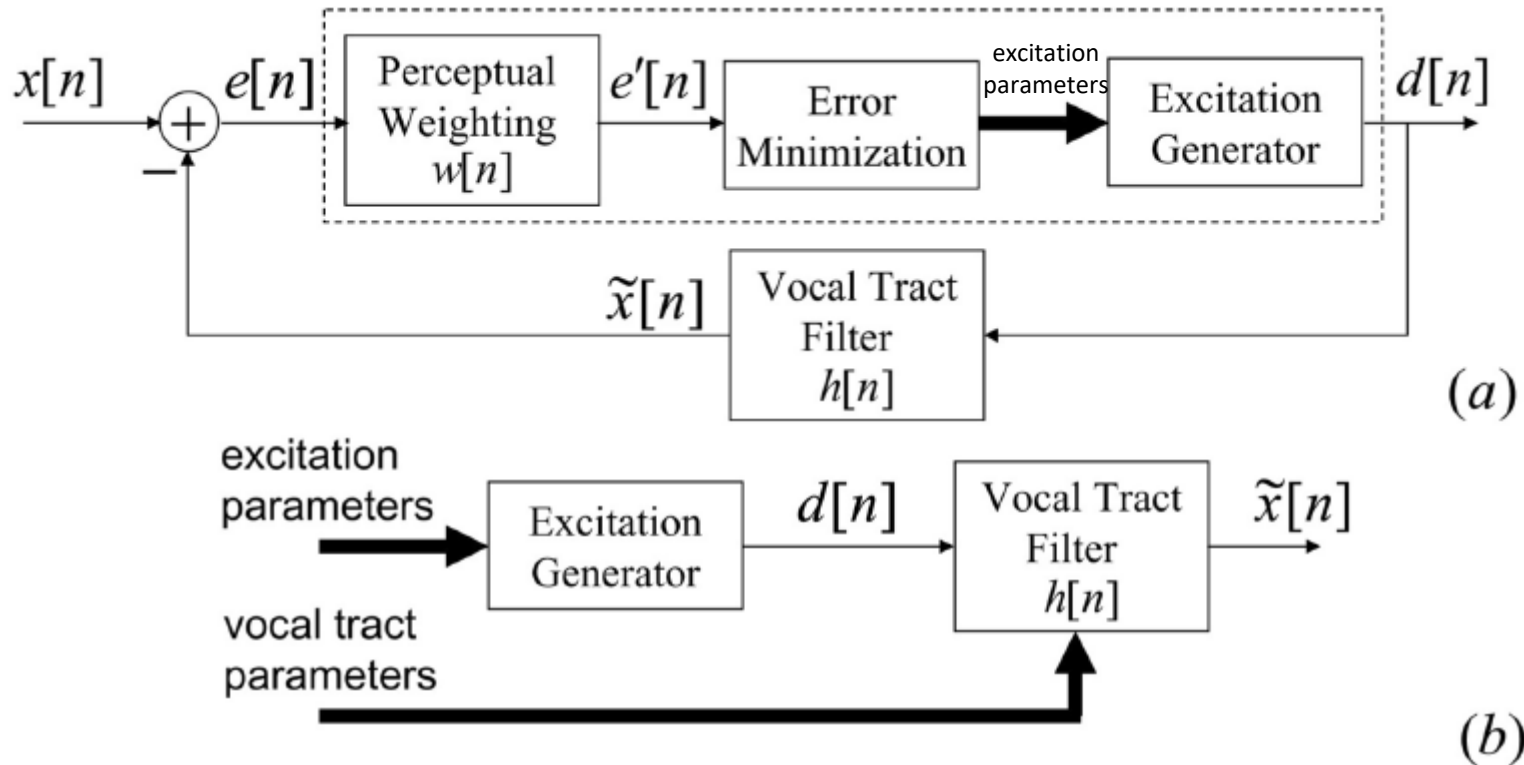 x[n]
+
−
e[n]
Perceptual
Weighting
w[n]
e′[n]
Error
Minimization
excitation
parameters
Excitation
Generator
d[n]
x̃[n]
Vocal Tract
Filter
h[n]
(a)
excitation
parameters
Excitation
Generator
d[n]
Vocal Tract
Filter
h[n]
x̃[n]
vocal tract
parameters
(b)